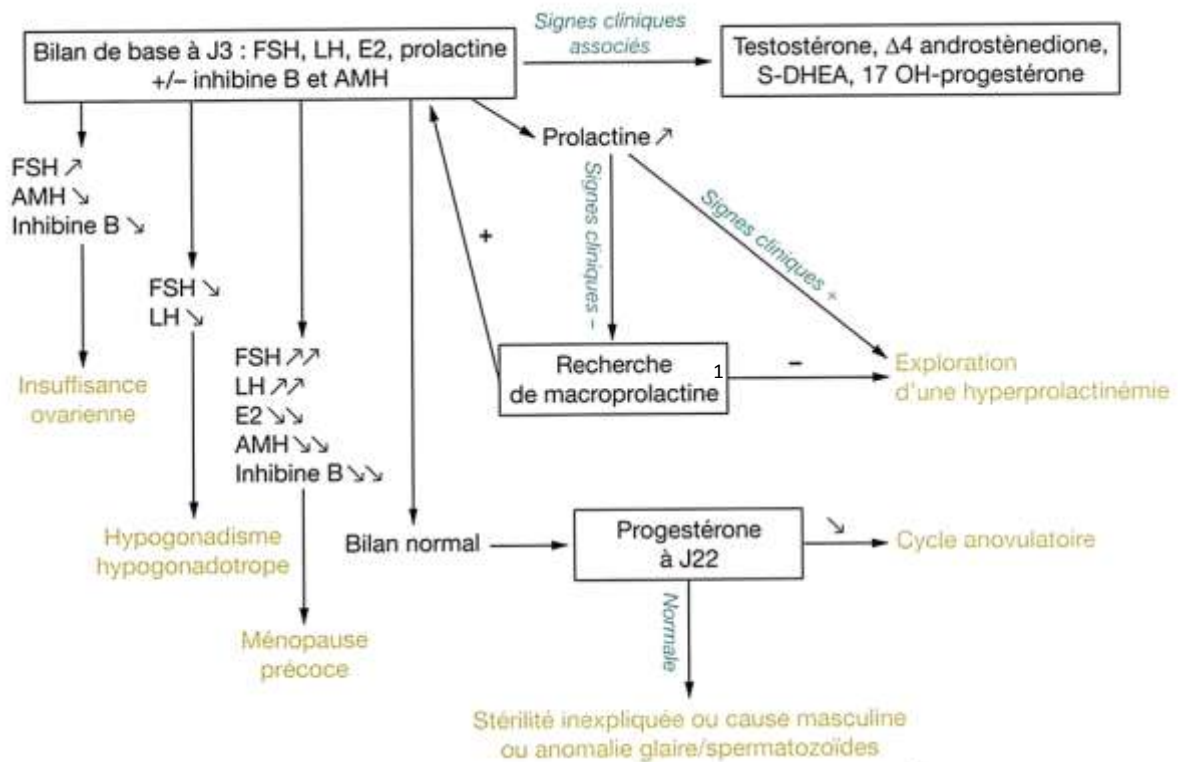 Signes cliniques
associés
Bilan de base à J3 : FSH, LH, E2, prolactine
+/− inhibine B et AMH
Testostérone, Δ4 androstènedione,
S-DHEA, 17 OH-progestérone
Prolactine ↗
FSH ↗
AMH ↘
Inhibine B ↘
Signes cliniques −
Signes cliniques +
+
FSH ↘
LH ↘
FSH ↗↗
LH ↗↗
E2 ↘↘
AMH ↘↘
Inhibine B ↘↘
Recherche
de macroprolactine
1
−
Exploration
d'une hyperprolactinémie
Insuffisance
ovarienne
Hypogonadisme
hypogonadotrope
Bilan normal
Progestérone
à J22
↘
Cycle anovulatoire
Normale
Ménopause
précoce
Stérilité inexpliquée ou cause masculine
ou anomalie glaire/spermatozoïdes